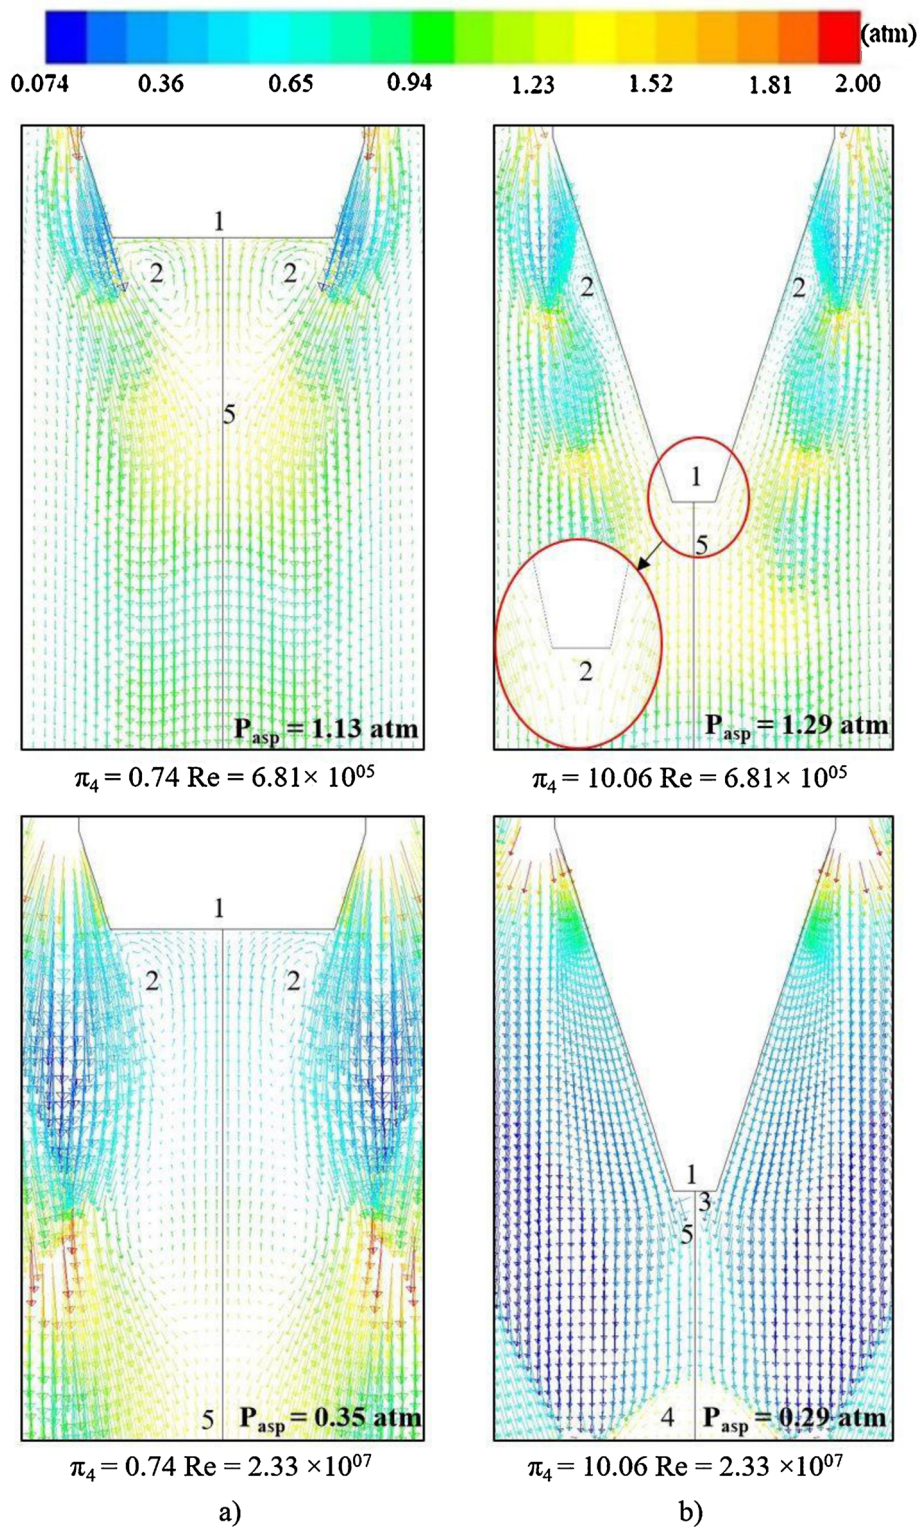 (atm)
0.074 0.36 0.65 0.94 1.23 1.52 1.81 2.00
1
2 2
5
Pasp = 1.13 atm
π4 = 0.74 Re = 6.81× 10^05
2 2
1
5
2
Pasp = 1.29 atm
π4 = 10.06 Re = 6.81× 10^05
1
2 2
5 Pasp = 0.35 atm
π4 = 0.74 Re = 2.33 ×10^07
a)
1
3
5
4 Pasp = 0.29 atm
π4 = 10.06 Re = 2.33 ×10^07
b)